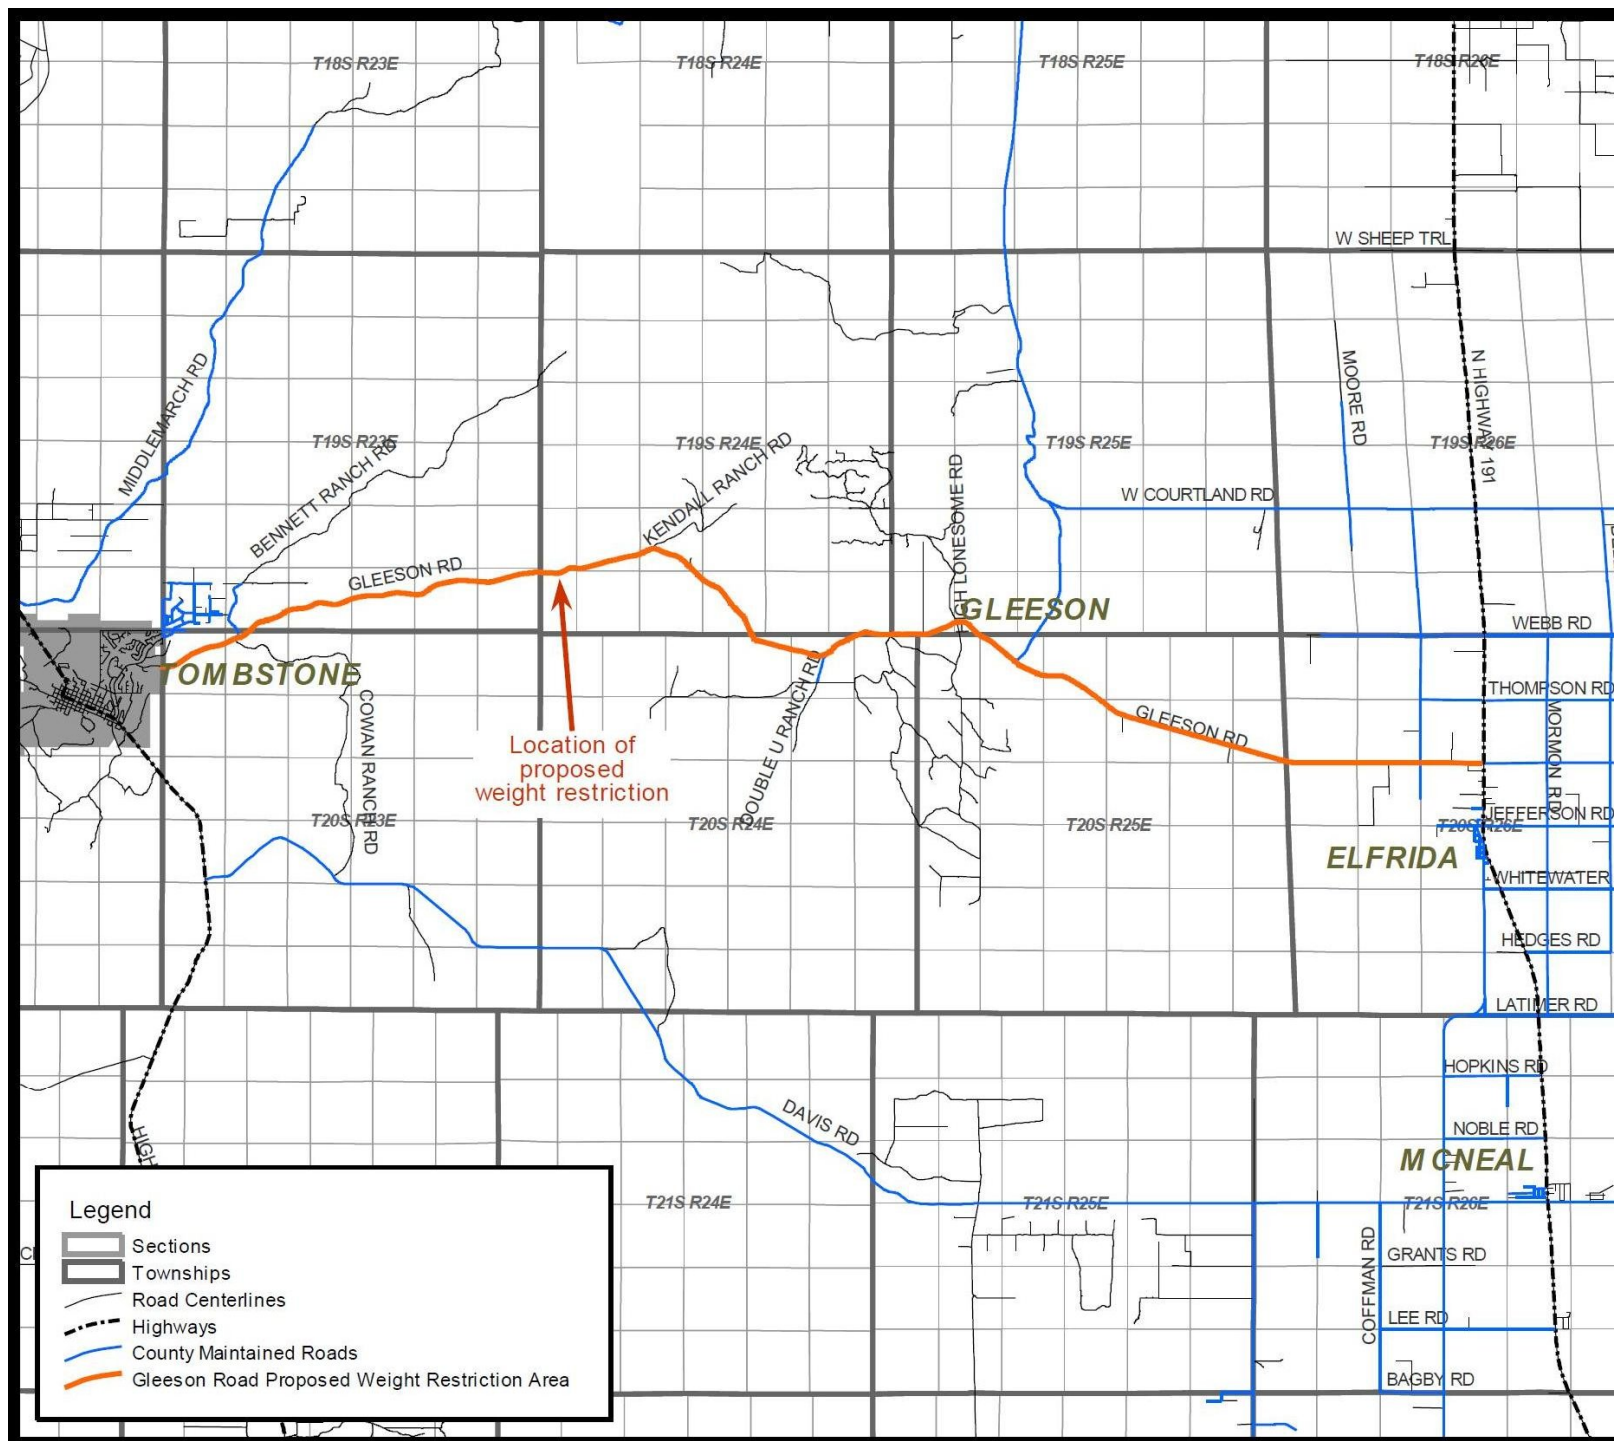 T18S R23E
T18S R24E
T18S R25E
T18S R26E
W SHEEP TRL
MIDDLEMARCH RD
T19S R23E
BENNETT RANCH RD
T19S R24E
KENDALL RANCH RD
T19S R25E
MOORE RD
N HIGHWAY 191
T19S R26E
W COURTLAND RD
GH LONESOME RD
GLEESON RD
GLEESON
WEBB RD
TOMBSTONE
COWAN RANCH RD
DOUBLE U RANCH RD
THOMPSON RD
MORMON RD
GLEESON RD
Location of
proposed
weight restriction
T20S R23E
T20S R24E
T20S R25E
T20S R26E
JEFFERSON RD
ELFRIDA
WHITEWATER
HEDGES RD
LATIMER RD
HOPKINS RD
DAVIS RD
NOBLE RD
HIGH
MCNEAL
T21S R24E
T21S R25E
T21S R26E
COFFMAN RD
GRANTS RD
LEE RD
BAGBY RD
Legend
Sections
Townships
Road Centerlines
Highways
County Maintained Roads
Gleeson Road Proposed Weight Restriction Area